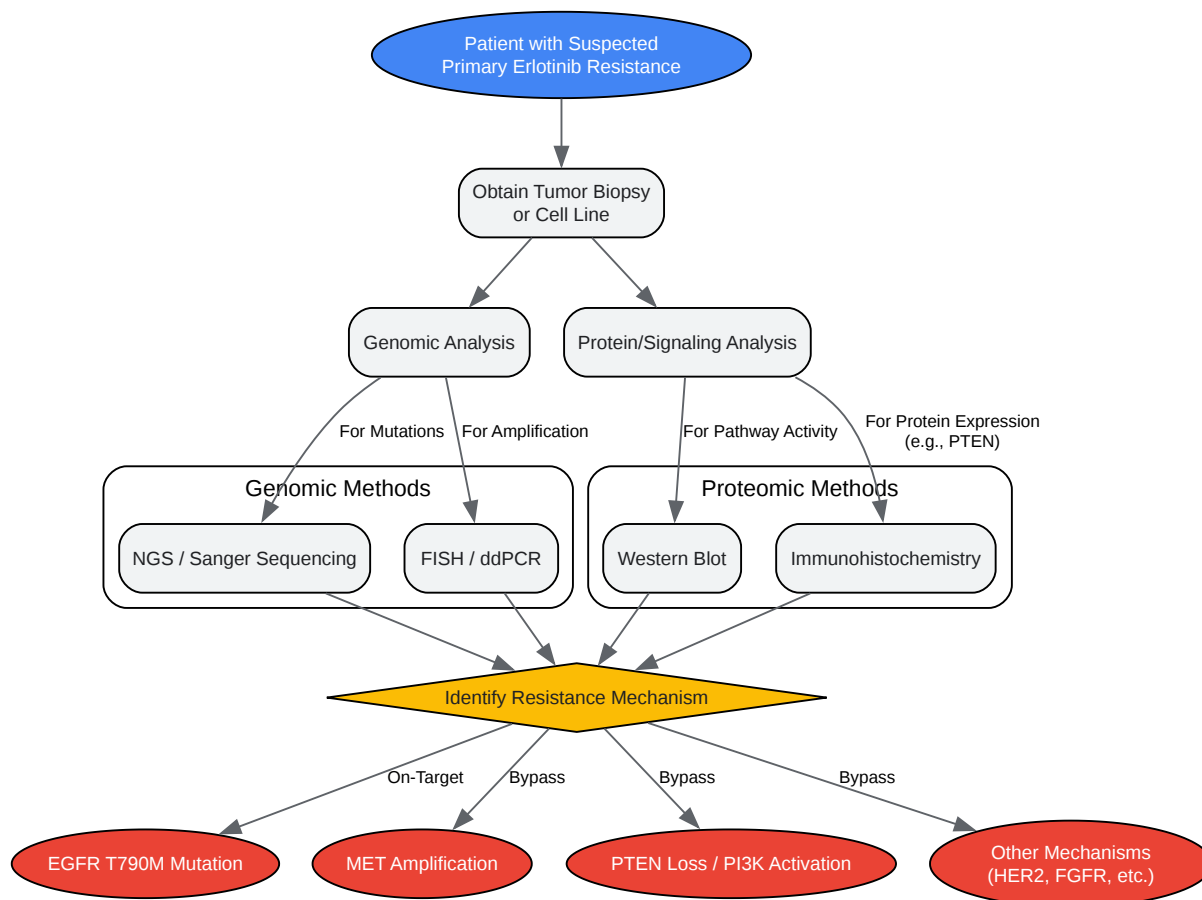 Patient with Suspected
Primary Erlotinib Resistance
Obtain Tumor Biopsy
or Cell Line
Genomic Analysis
Protein/Signaling Analysis
For Mutations
For Amplification
For Pathway Activity
For Protein Expression
(e.g., PTEN)
Genomic Methods
Proteomic Methods
NGS / Sanger Sequencing
FISH / ddPCR
Western Blot
Immunohistochemistry
Identify Resistance Mechanism
On-Target
Bypass
Bypass
Bypass
EGFR T790M Mutation
MET Amplification
PTEN Loss / PI3K Activation
Other Mechanisms
(HER2, FGFR, etc.)